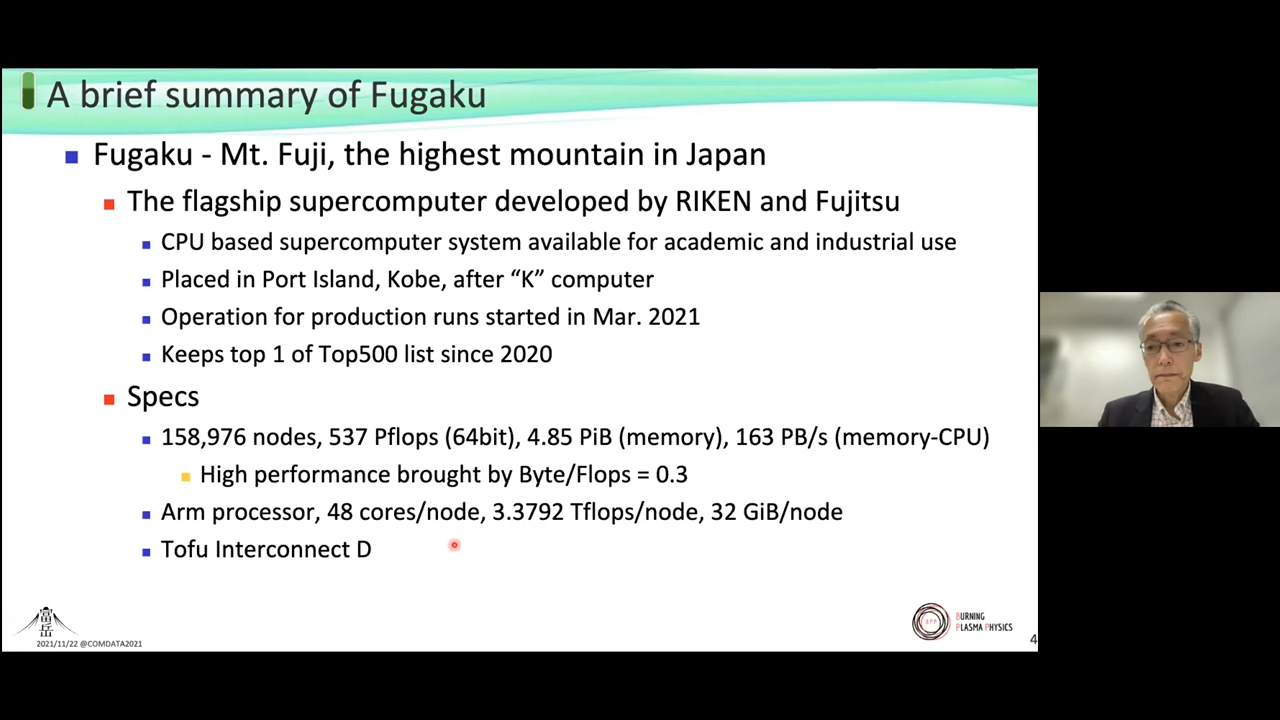 A brief summary of Fugaku
Fugaku - Mt. Fuji, the highest mountain in Japan
The flagship supercomputer developed by RIKEN and Fujitsu
CPU based supercomputer system available for academic and industrial use
Placed in Port Island, Kobe, after “K” computer
Operation for production runs started in Mar. 2021
Keeps top 1 of Top500 list since 2020
Specs
158,976 nodes, 537 Pflops (64bit), 4.85 PiB (memory), 163 PB/s (memory-CPU)
High performance brought by Byte/Flops = 0.3
Arm processor, 48 cores/node, 3.3792 Tflops/node, 32 GiB/node
Tofu Interconnect D
富岳
2021/11/22 @COMDATA2021
BPP
BURNING
PLASMA PHYSICS
4